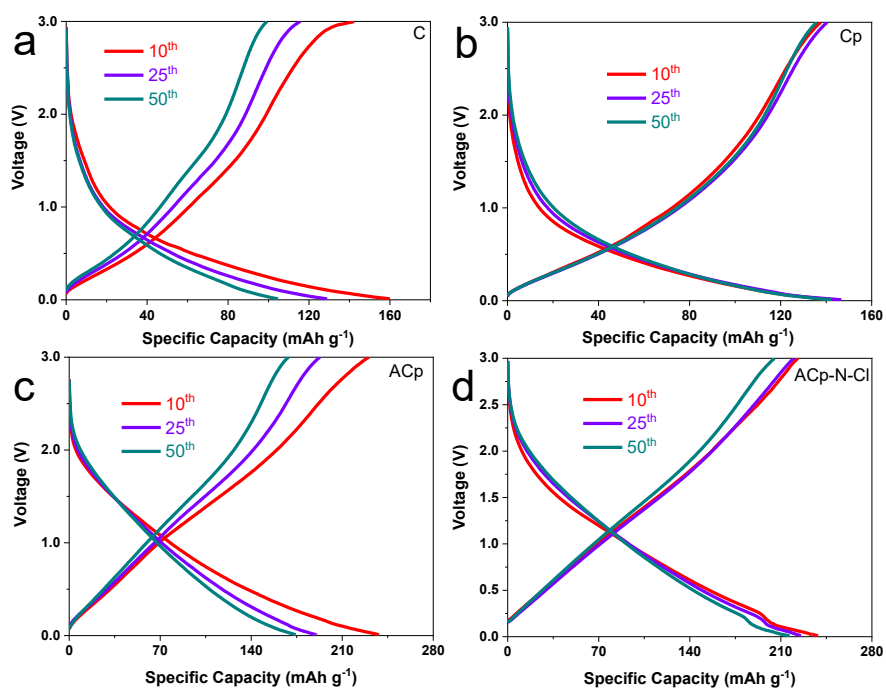 a
C
10th
25th
50th
Voltage (V)
3.0
2.0
1.0
0.0
0
40
80
120
160
Specific Capacity (mAh g-1)
b
Cp
10th
25th
50th
Voltage (V)
3.0
2.0
1.0
0.0
0
40
80
120
160
Specific Capacity (mAh g-1)
c
ACp
10th
25th
50th
Voltage (V)
3.0
2.0
1.0
0.0
0
70
140
210
280
Specific Capacity (mAh g-1)
d
ACp-N-Cl
10th
25th
50th
Voltage (V)
3.0
2.5
2.0
1.5
1.0
0.5
0.0
0
70
140
210
280
Specific Capacity (mAh g-1)